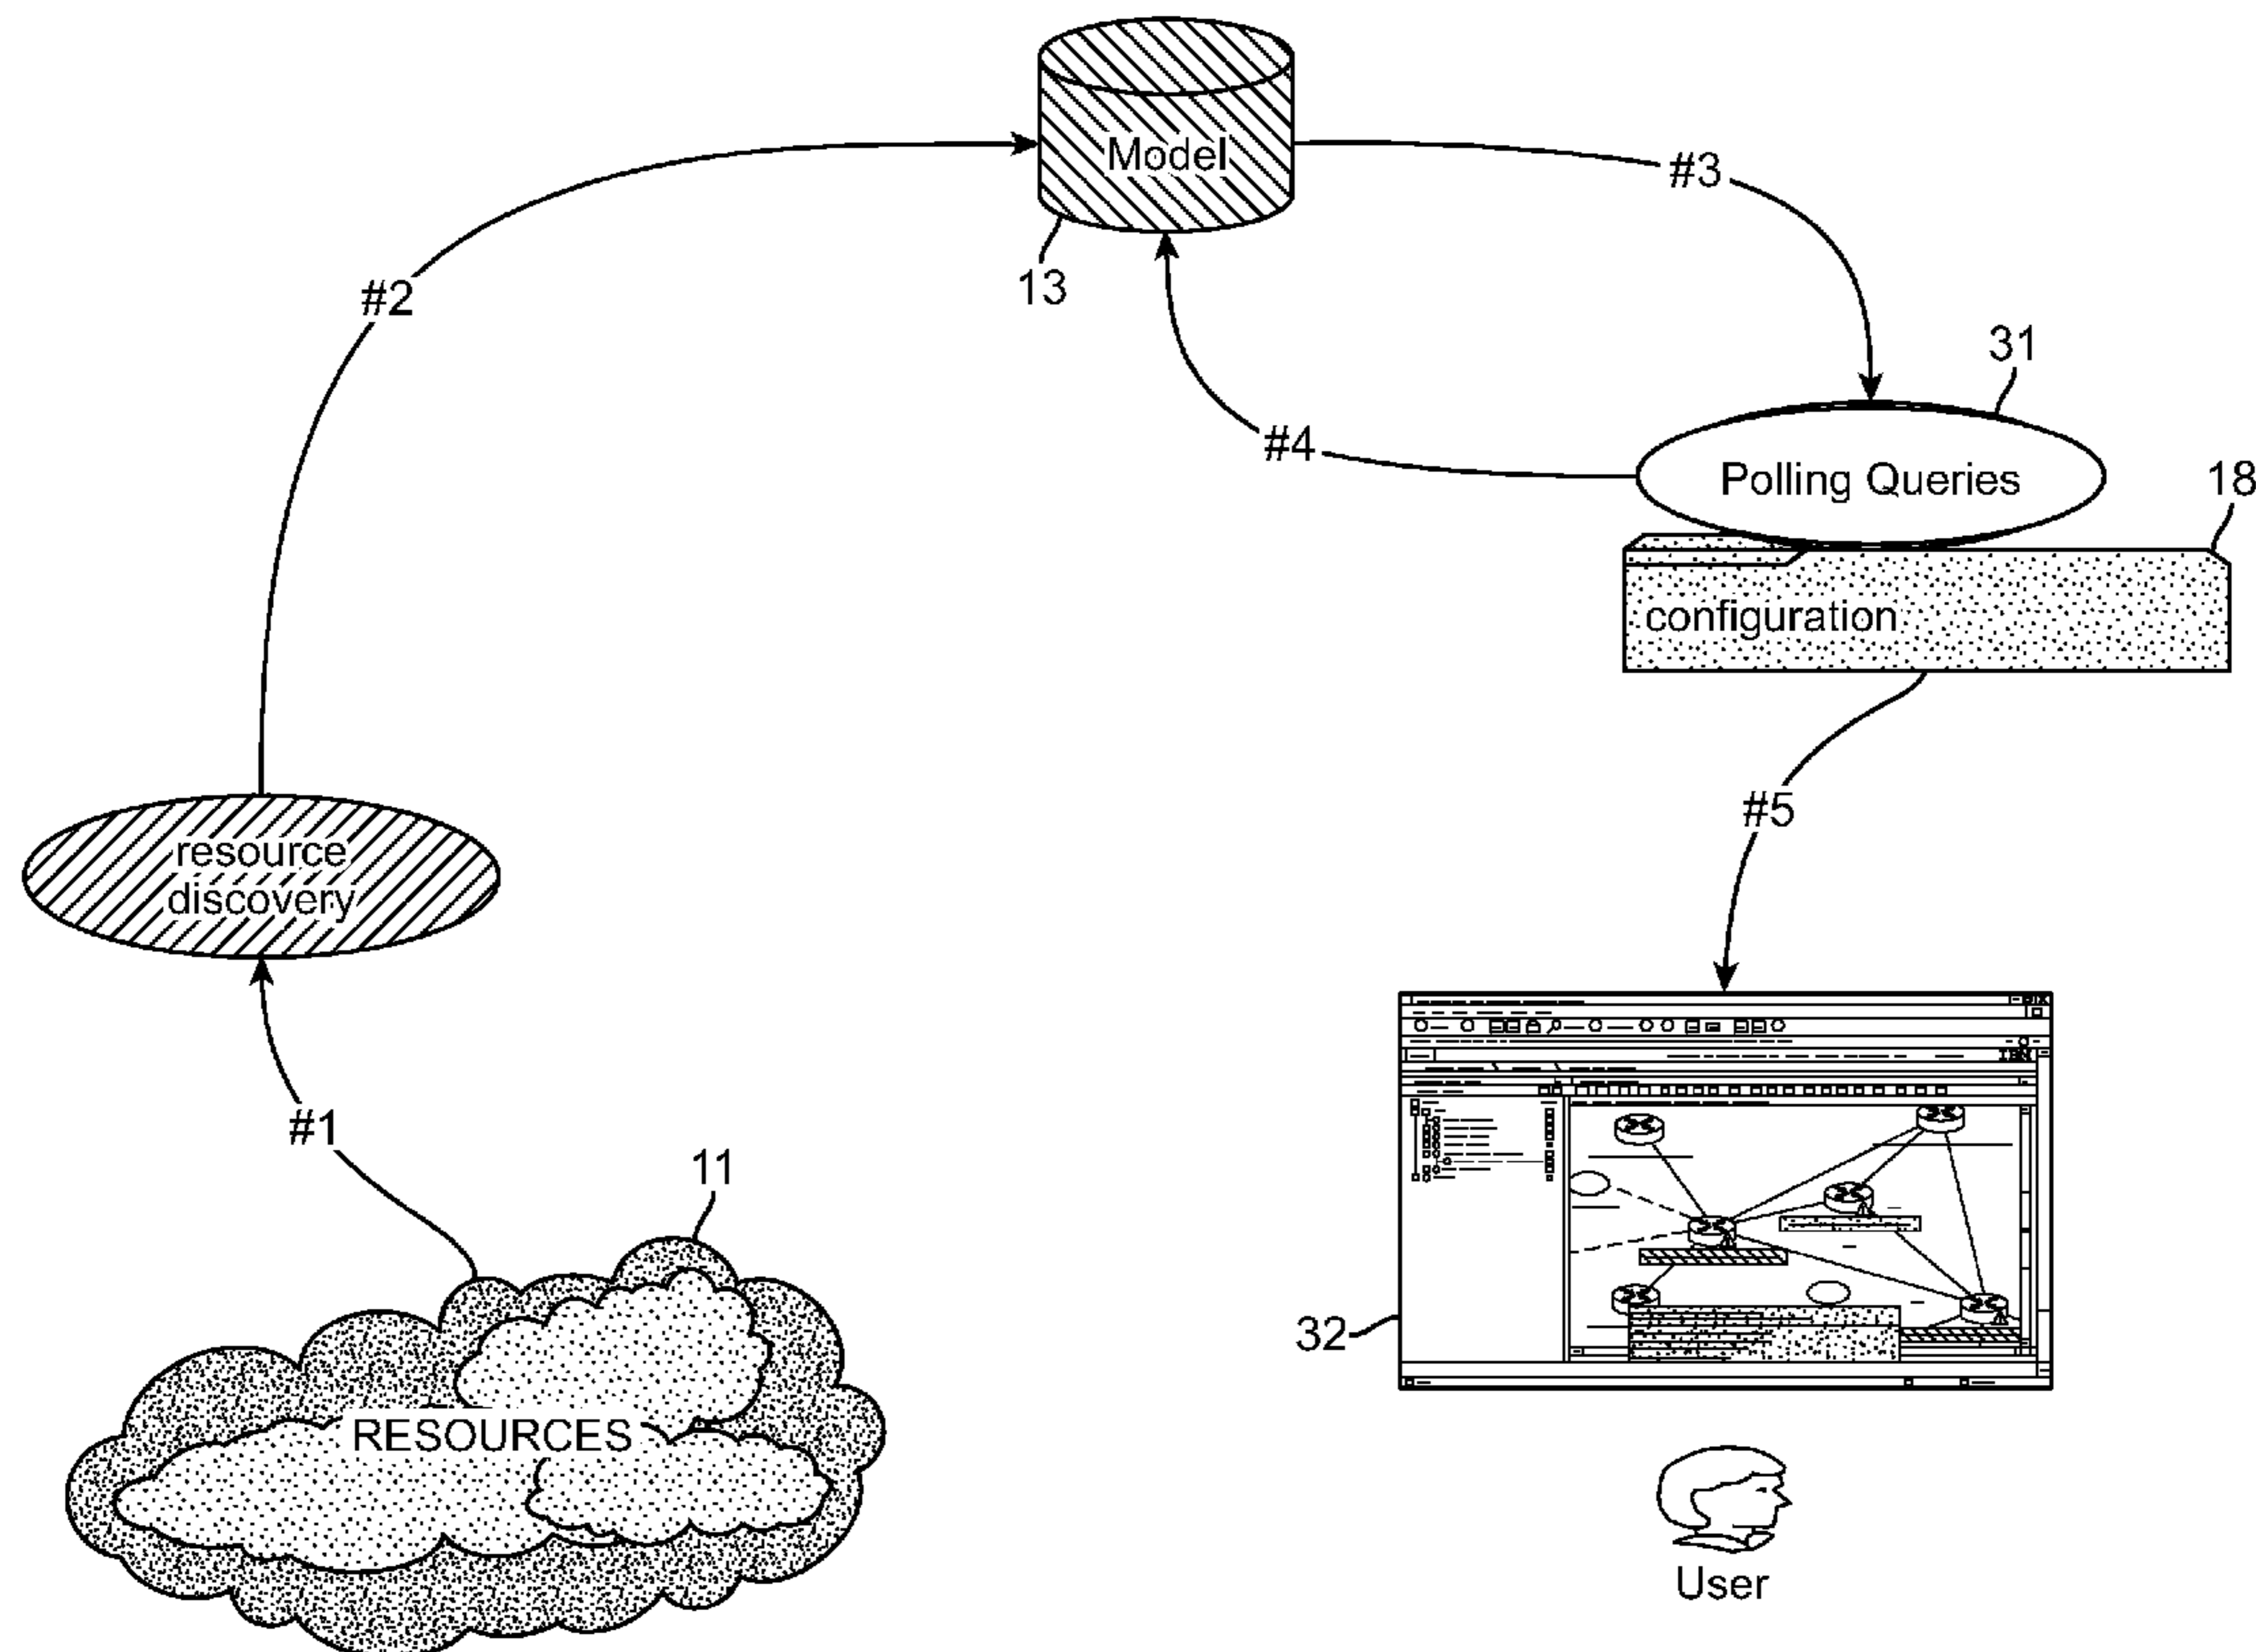 Model
#3
#2
13
31
#4
Polling Queries
18
configuration
#5
resource
discovery
#1
11
RESOURCES
32
User